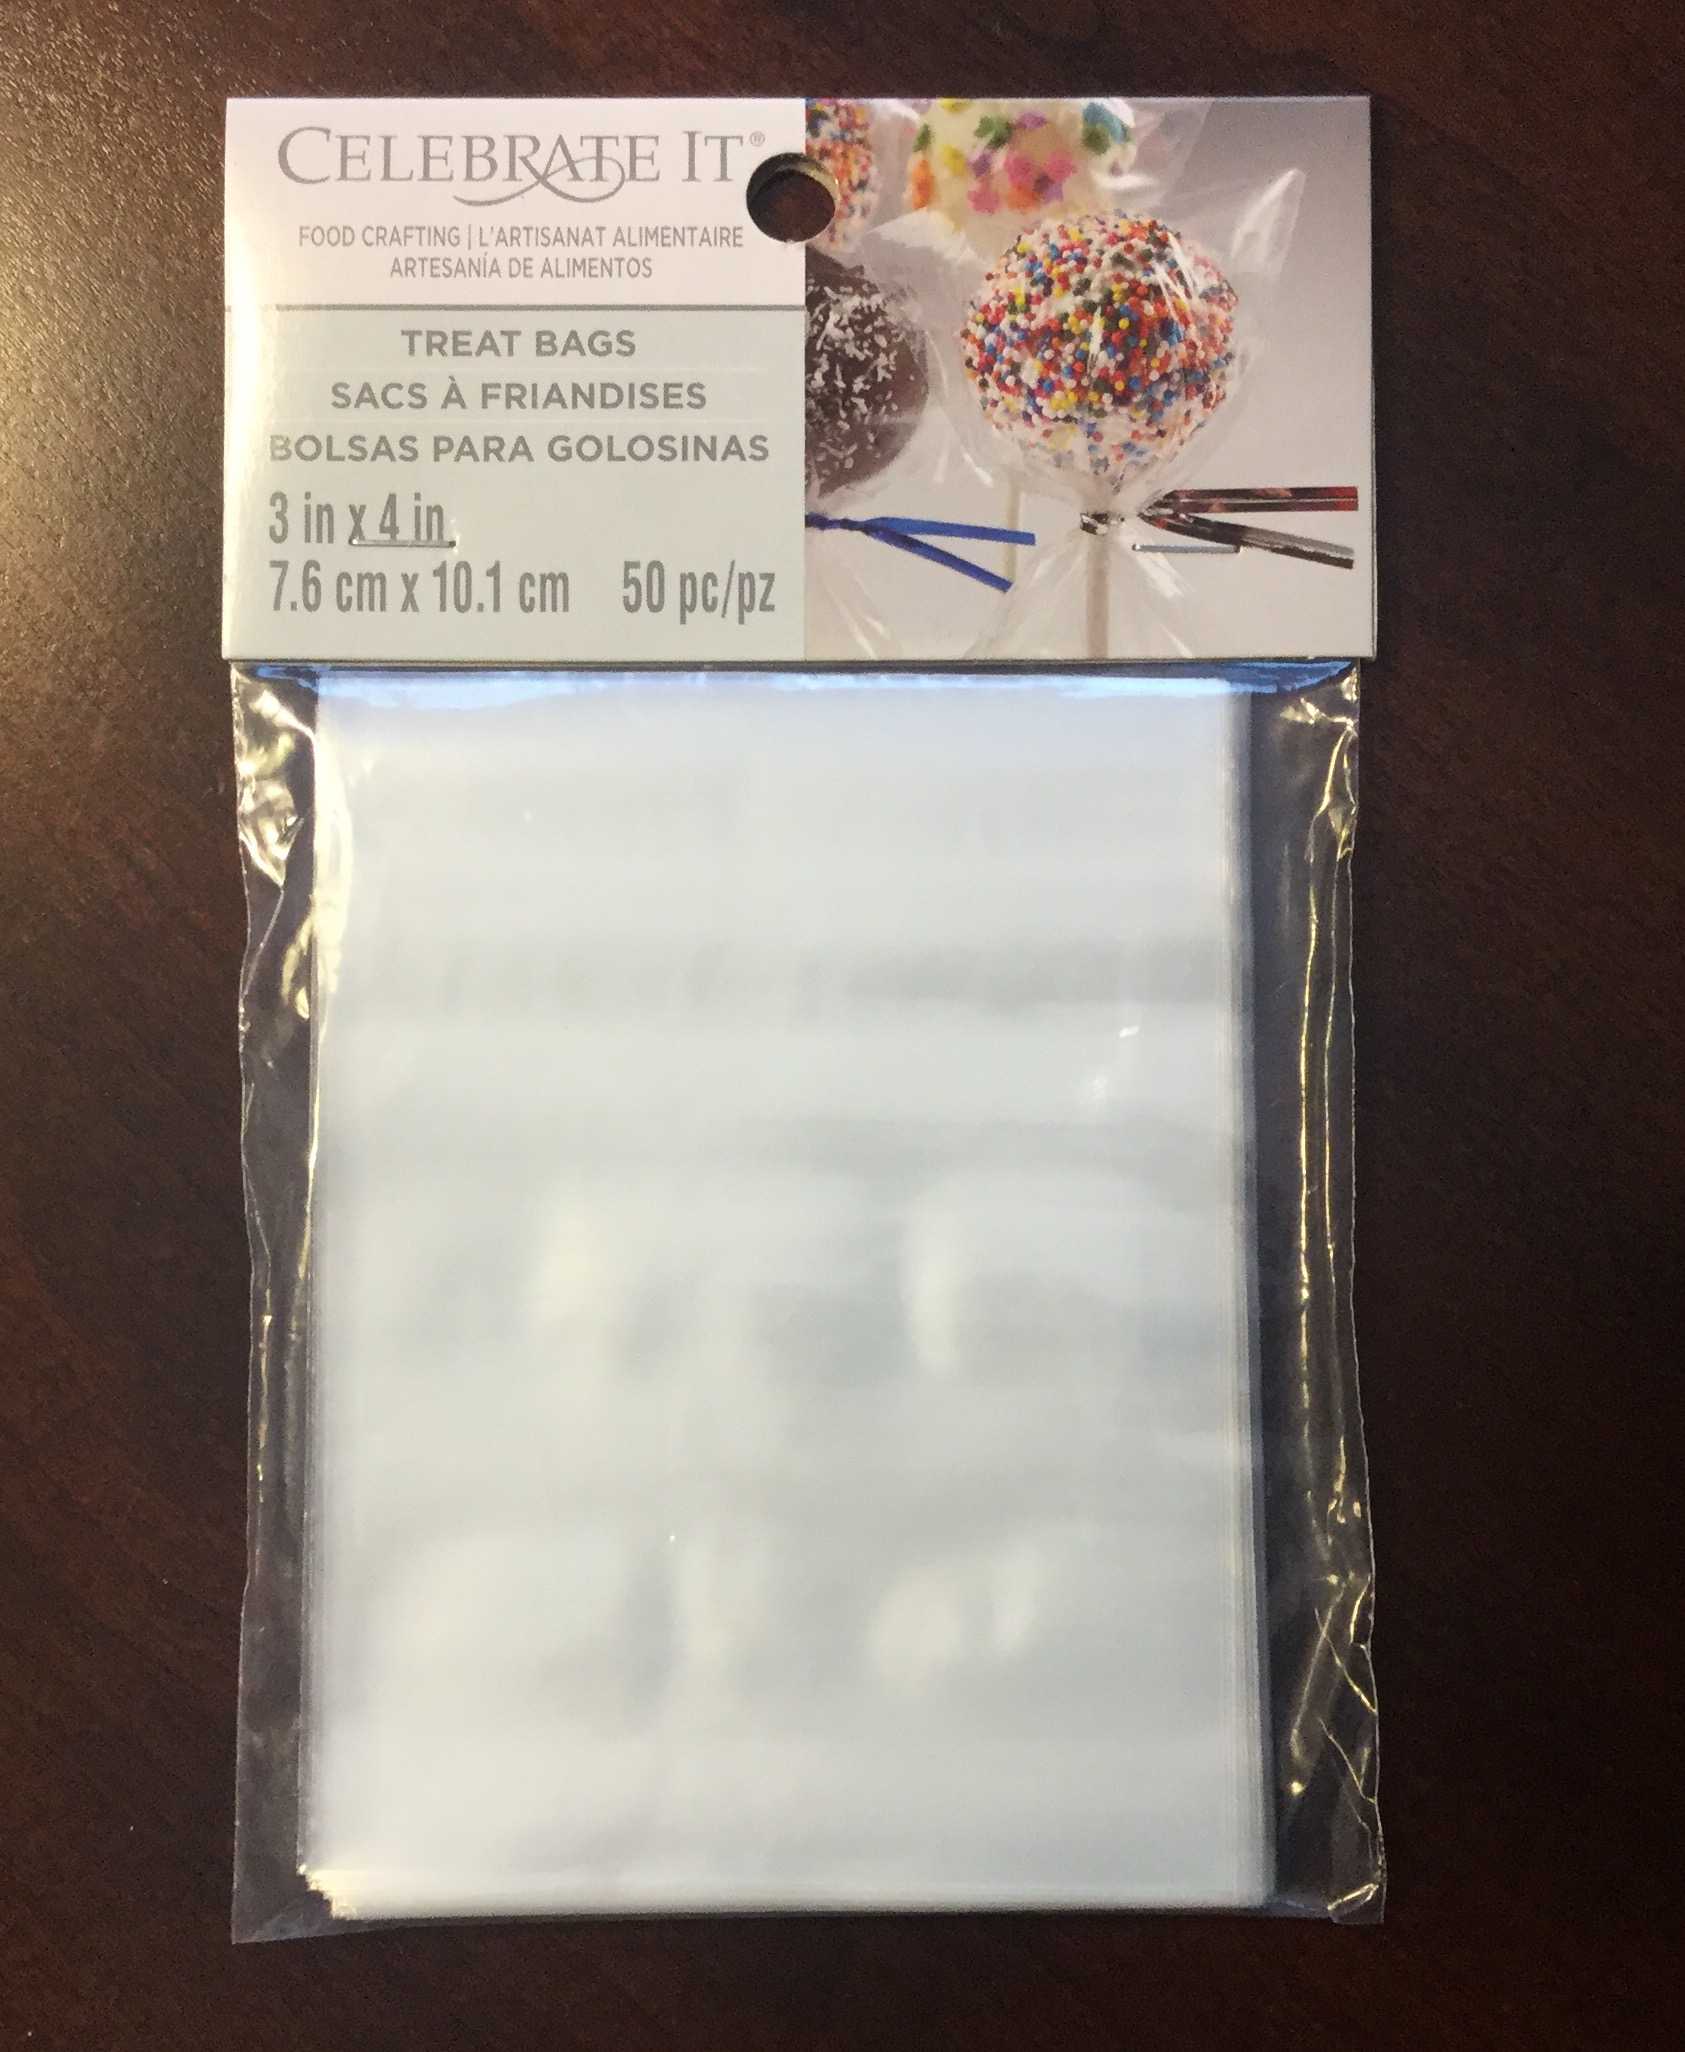 CELEBRATE IT®
FOOD CRAFTING | L'ARTISANAT ALIMENTAIRE
ARTESANÍA DE ALIMENTOS
TREAT BAGS
SACS À FRIANDISES
BOLSAS PARA GOLOSINAS
3 in x 4 in
7.6 cm x 10.1 cm 50 pc/pz